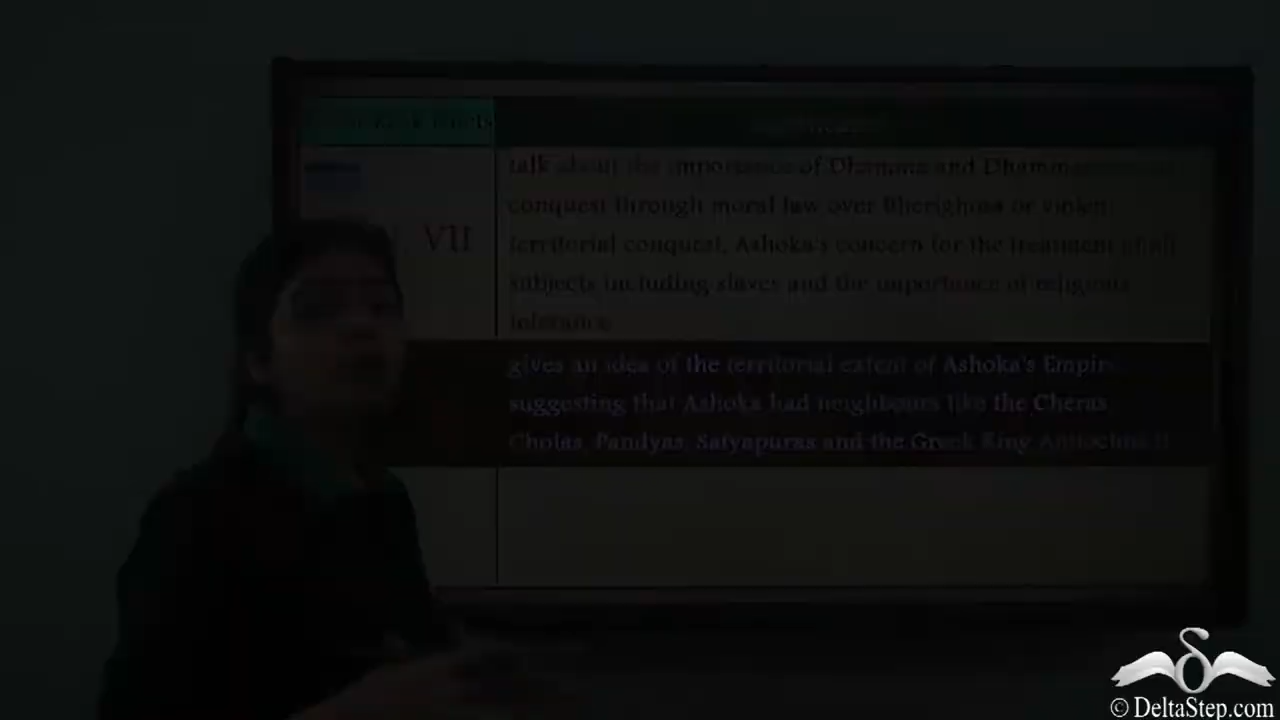 talk about the importance of Dhamma and
conquest through moral law over Bherighosa or violent
VII
territorial conquest. Ashoka's concern for the treatment of all
subjects including slaves and the importance of religious
tolerance
gives an idea of the territorial extent of Ashoka's Empire
suggesting that Ashoka had neighbours like the Cheras
Cholas, Pandyas, Satyapuras and the Greek King Antiochus II
© DeltaStep.com